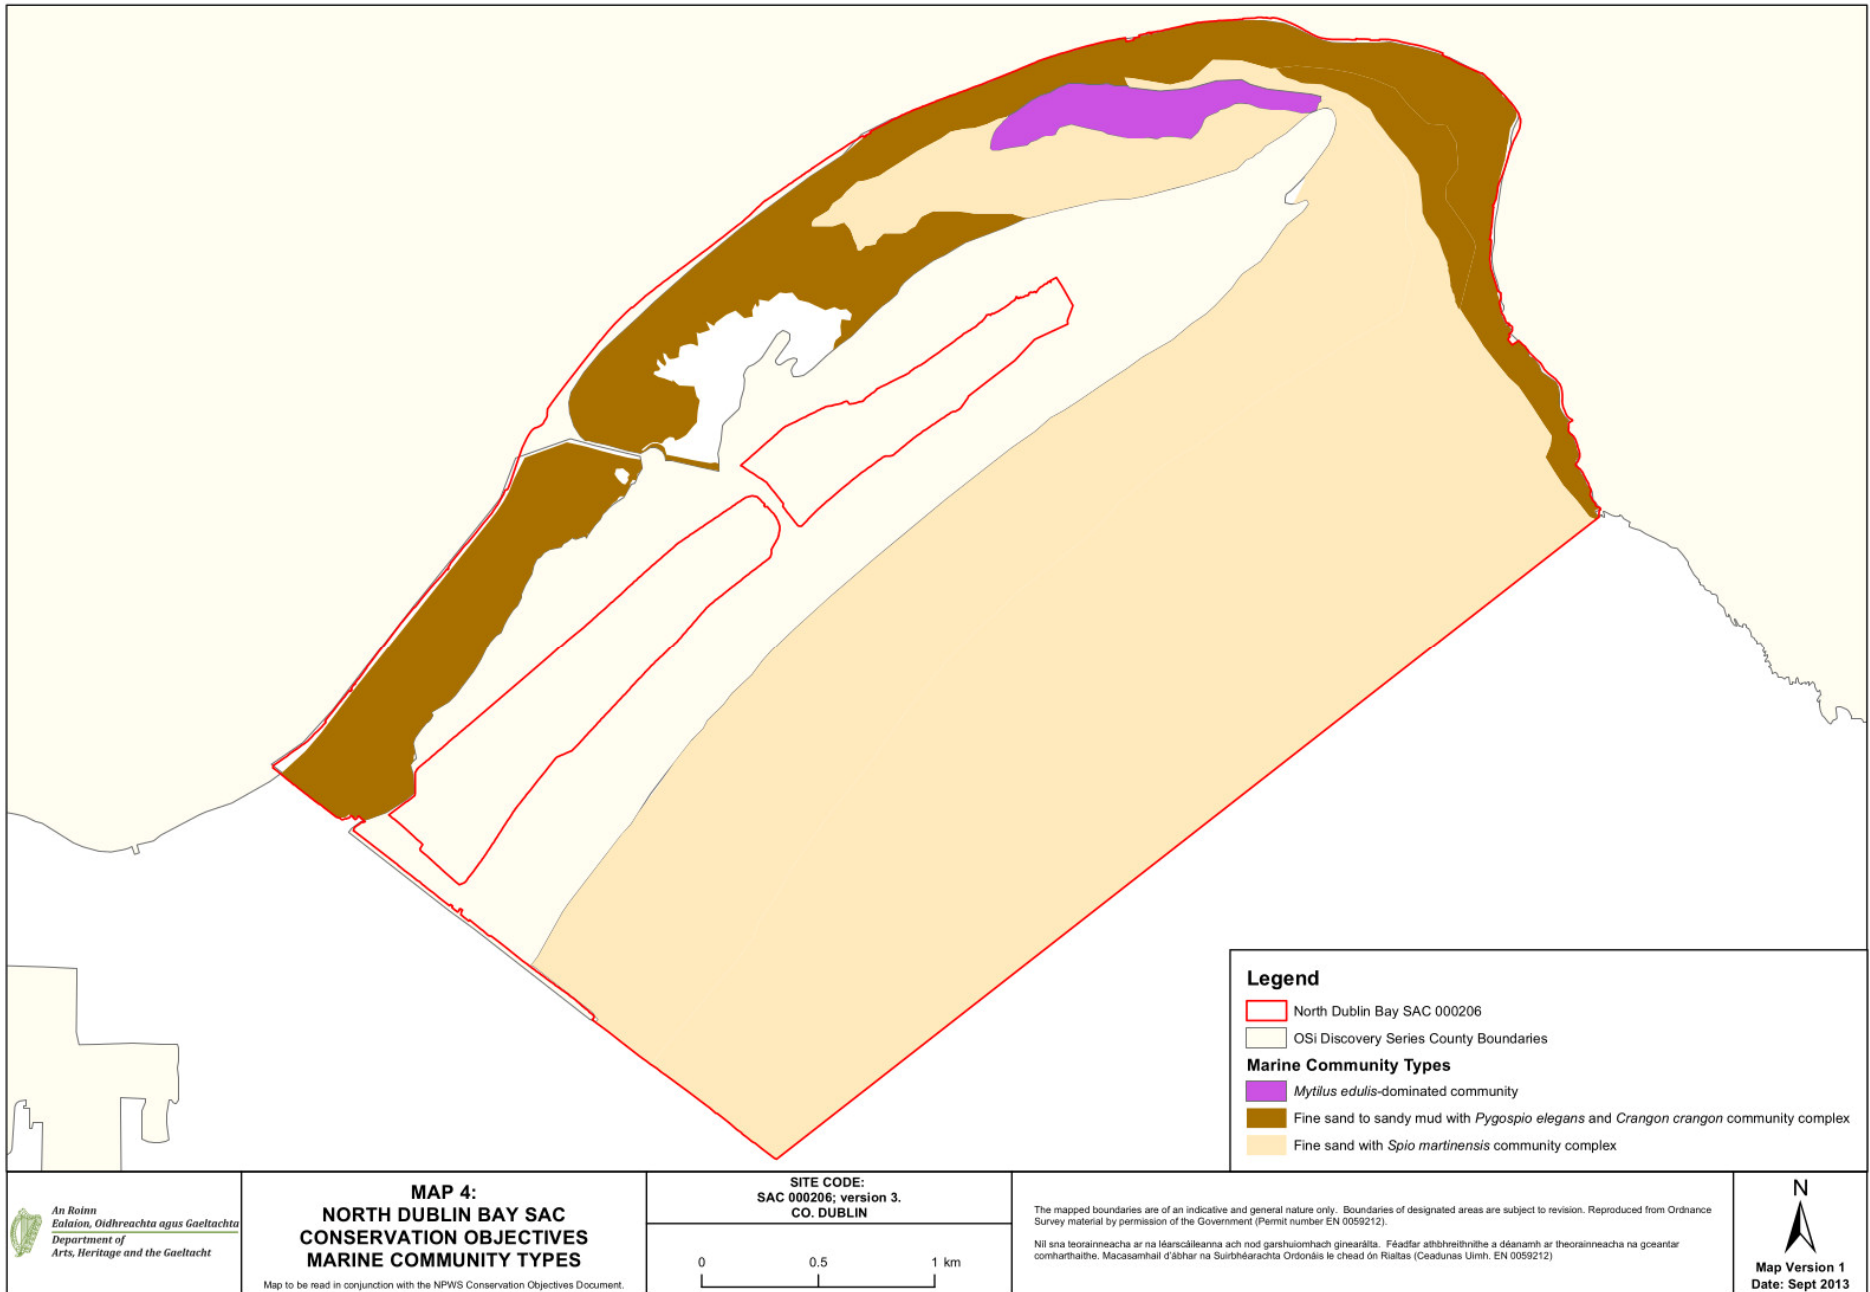 Legend
North Dublin Bay SAC 000206
OSi Discovery Series County Boundaries
Marine Community Types
Mytilus edulis-dominated community
Fine sand to sandy mud with Pygospio elegans and Crangon crangon community complex
Fine sand with Spio martinensis community complex
An Roinn
Ealaíon, Oidhreachta agus Gaeltachta
Department of
Arts, Heritage and the Gaeltacht
MAP 4:
NORTH DUBLIN BAY SAC
CONSERVATION OBJECTIVES
MARINE COMMUNITY TYPES
Map to be read in conjunction with the NPWS Conservation Objectives Document.
SITE CODE:
SAC 000206; version 3.
CO. DUBLIN
0 0.5 1 km
The mapped boundaries are of an indicative and general nature only. Boundaries of designated areas are subject to revision. Reproduced from Ordnance
Survey material by permission of the Government (Permit number EN 0059212).
Níl sna teorainneacha ar na léarscáileanna ach nod garshuiomhach ginearálta. Féadfar athbhreithnithe a déanamh ar theorainneacha na gceantar
comharthaithe. Macasamhail d'ábhar na Suirbhéarachta Ordonáis le chead ón Rialtas (Ceadunas Uimh. EN 0059212)
N
Map Version 1
Date: Sept 2013